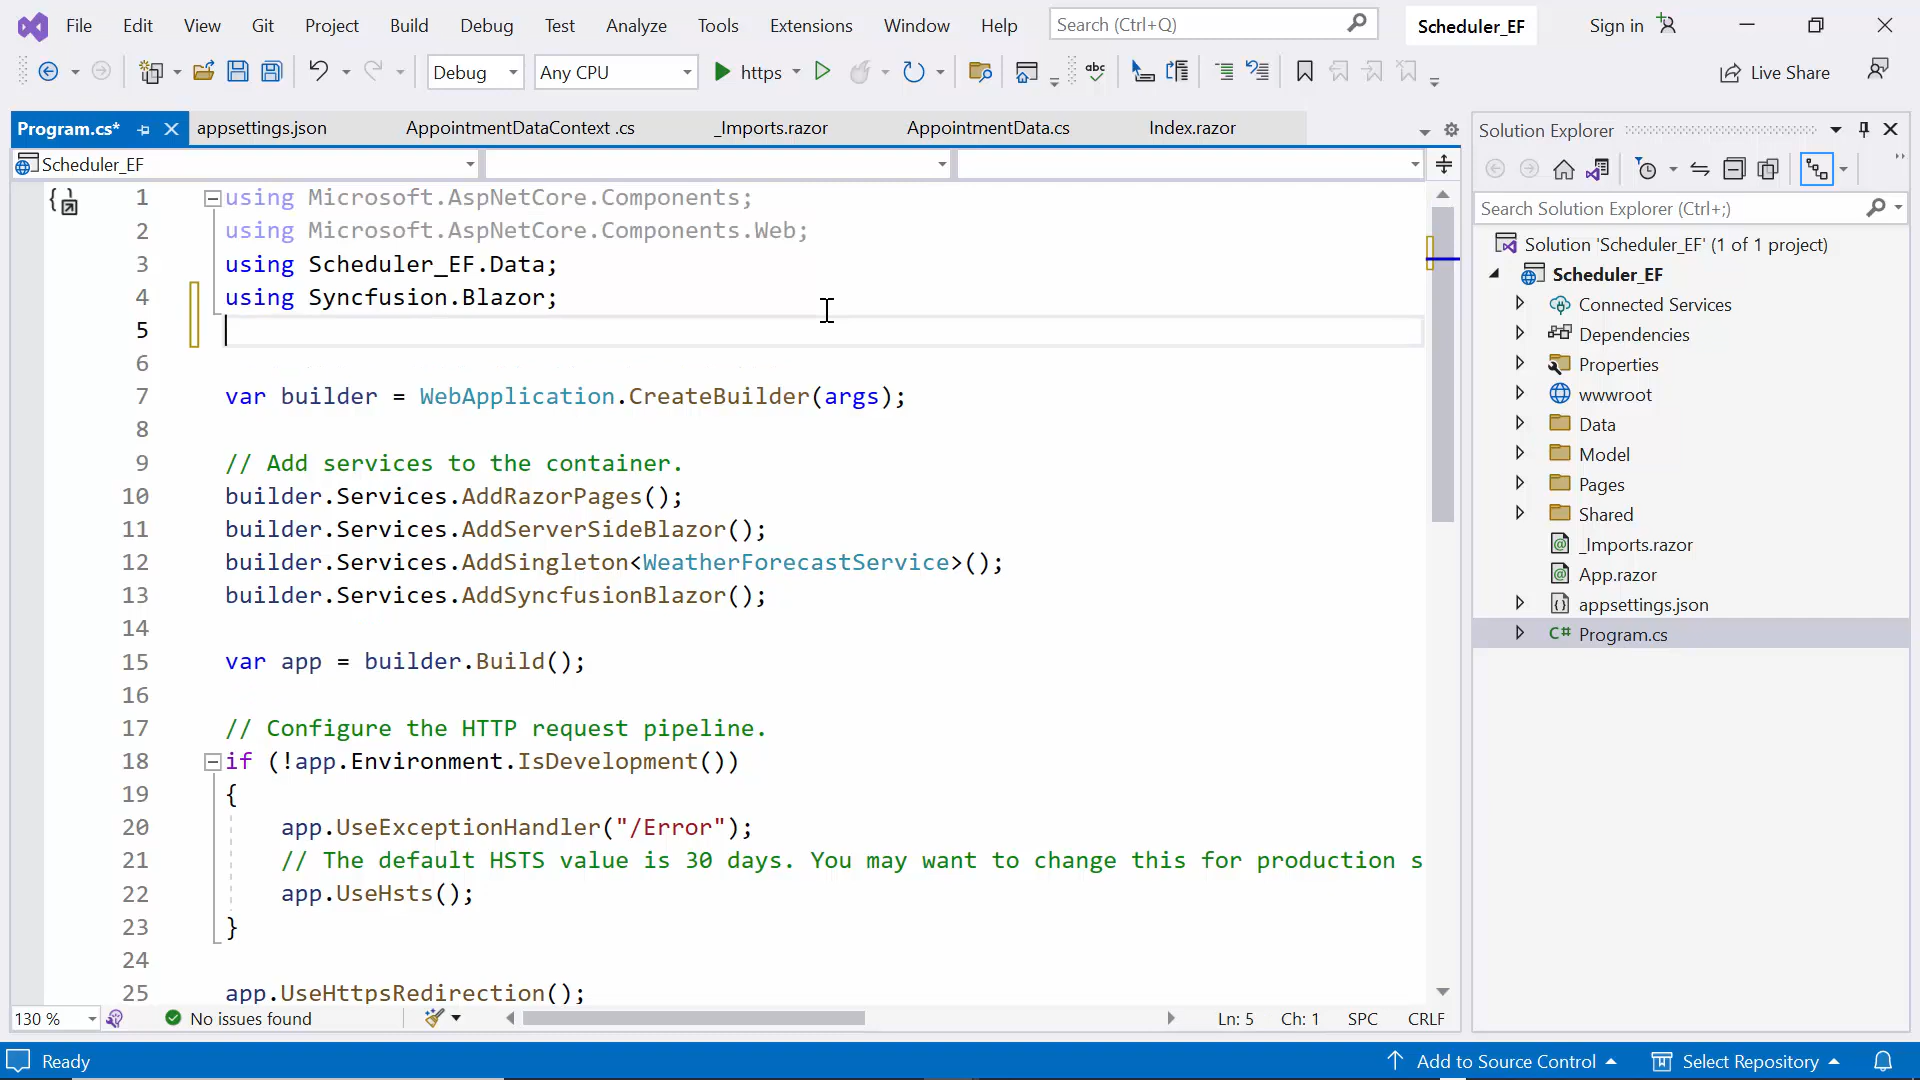 File Edit View Git Project Build Debug Test Analyze Tools Extensions Window Help Search (Ctrl+Q) Scheduler_EF Sign in
Debug Any CPU https abc Live Share
Program.cs* appsettings.json AppointmentDataContext .cs _Imports.razor AppointmentData.cs Index.razor
Scheduler_EF
1 using Microsoft.AspNetCore.Components;
2 using Microsoft.AspNetCore.Components.Web;
3 using Scheduler_EF.Data;
4 using Syncfusion.Blazor;
5
6
7 var builder = WebApplication.CreateBuilder(args);
8
9 // Add services to the container.
10 builder.Services.AddRazorPages();
11 builder.Services.AddServerSideBlazor();
12 builder.Services.AddSingleton<WeatherForecastService>();
13 builder.Services.AddSyncfusionBlazor();
14
15 var app = builder.Build();
16
17 // Configure the HTTP request pipeline.
18 if (!app.Environment.IsDevelopment())
19 {
20 app.UseExceptionHandler("/Error");
21 // The default HSTS value is 30 days. You may want to change this for production s
22 app.UseHsts();
23 }
24
25 app.UseHttpsRedirection();
130 % No issues found Ln: 5 Ch: 1 SPC CRLF
Solution Explorer
Search Solution Explorer (Ctrl+;)
Solution 'Scheduler_EF' (1 of 1 project)
Scheduler_EF
Connected Services
Dependencies
Properties
wwwroot
Data
Model
Pages
Shared
_Imports.razor
App.razor
appsettings.json
C# Program.cs
Ready Add to Source Control Select Repository